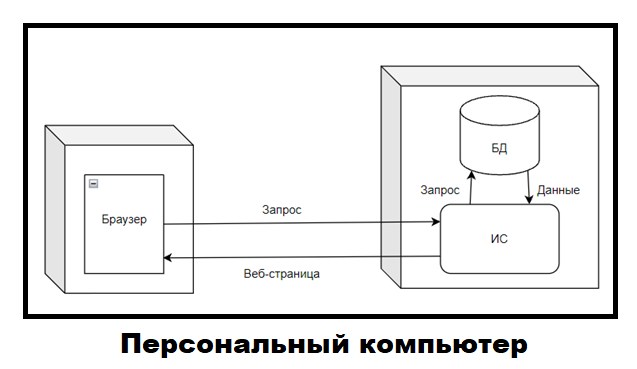 БД
Запрос
Данные
Браузер
Запрос
ИС
Веб-страница
Персональный компьютер